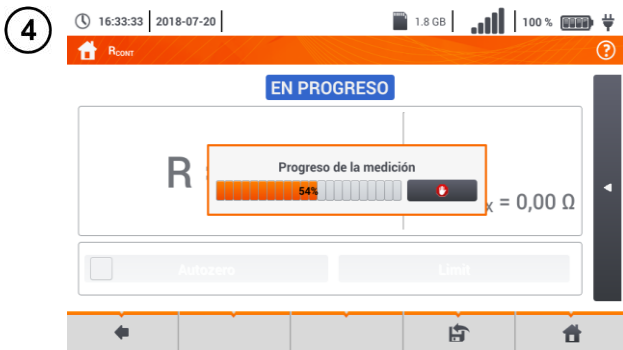 4
16:33:33 2018-07-20 1.8 GB 100 %
RCONT ?
EN PROGRESO
Progreso de la medición
R
54%
x = 0,00 Ω
Autozero Limit